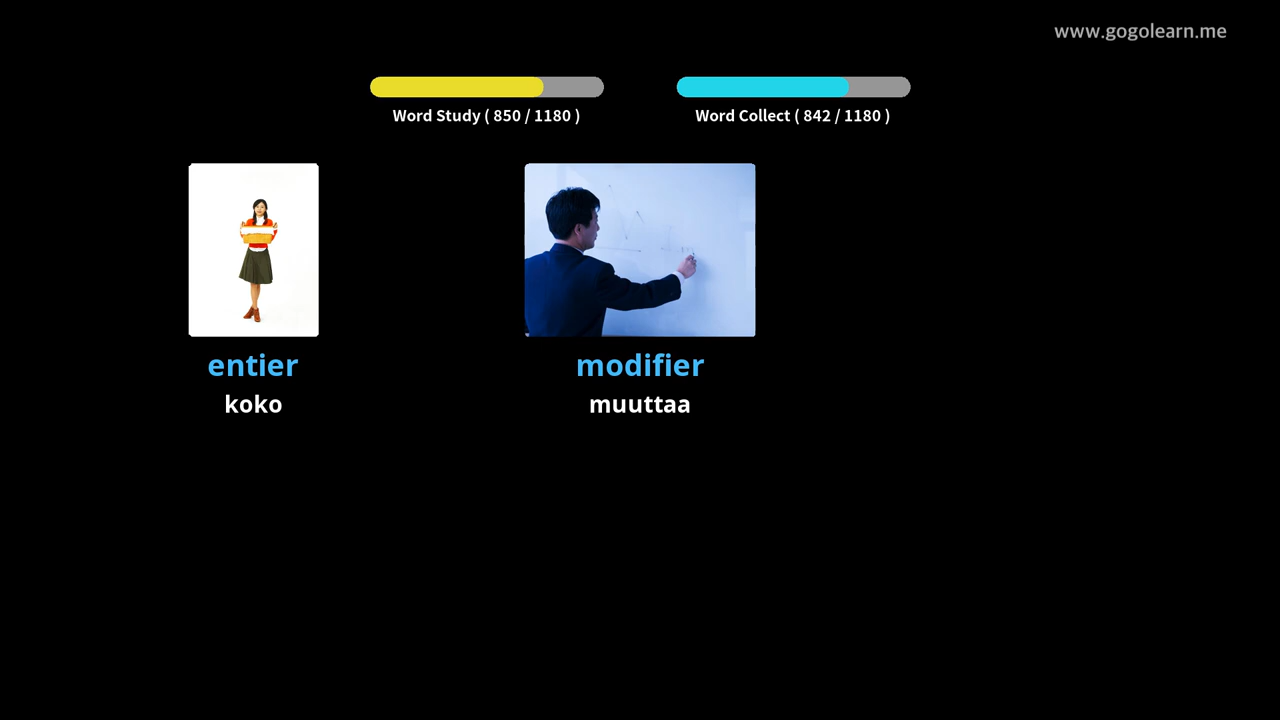 www.gogolearn.me
Word Study ( 850 / 1180 )
Word Collect ( 842 / 1180 )
entier
koko
modifier
muuttaa